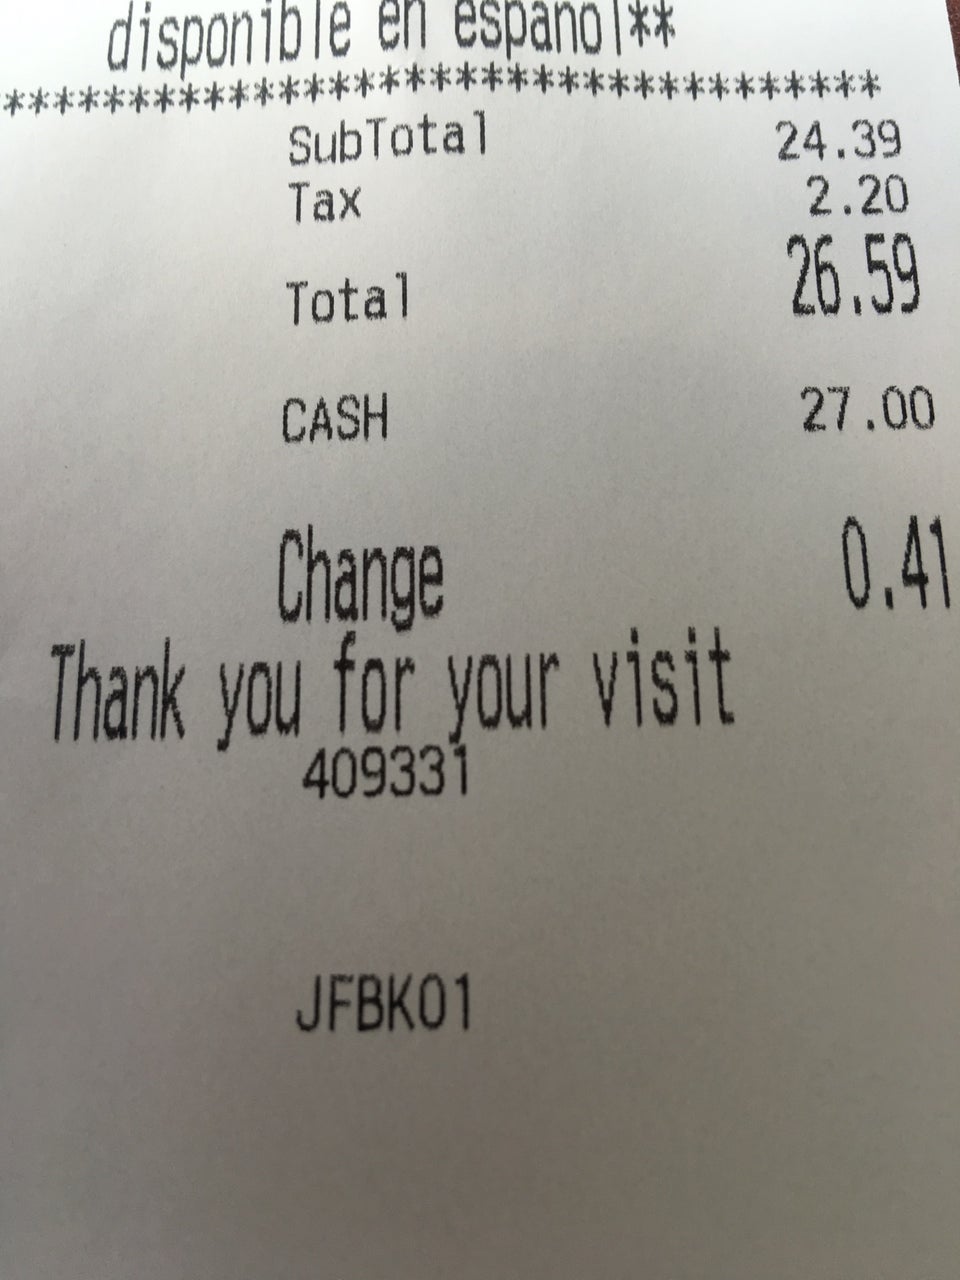 disponible en espanol**
***********************************
SubTotal 24.39
Tax 2.20
Total 26.59
CASH 27.00
Change 0.41
Thank you for your visit
409331
JFBK01